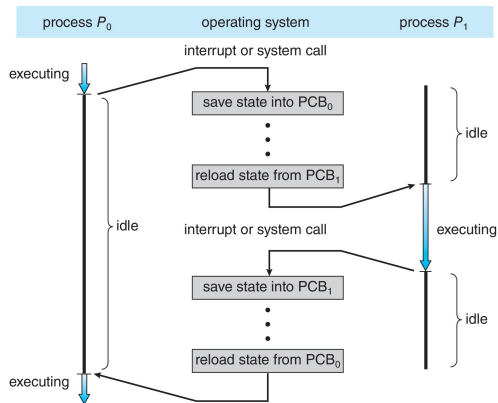 process P0 operating system process P1
interrupt or system call
executing
save state into PCB0
idle
reload state from PCB1
idle
interrupt or system call
executing
save state into PCB1
idle
reload state from PCB0
executing